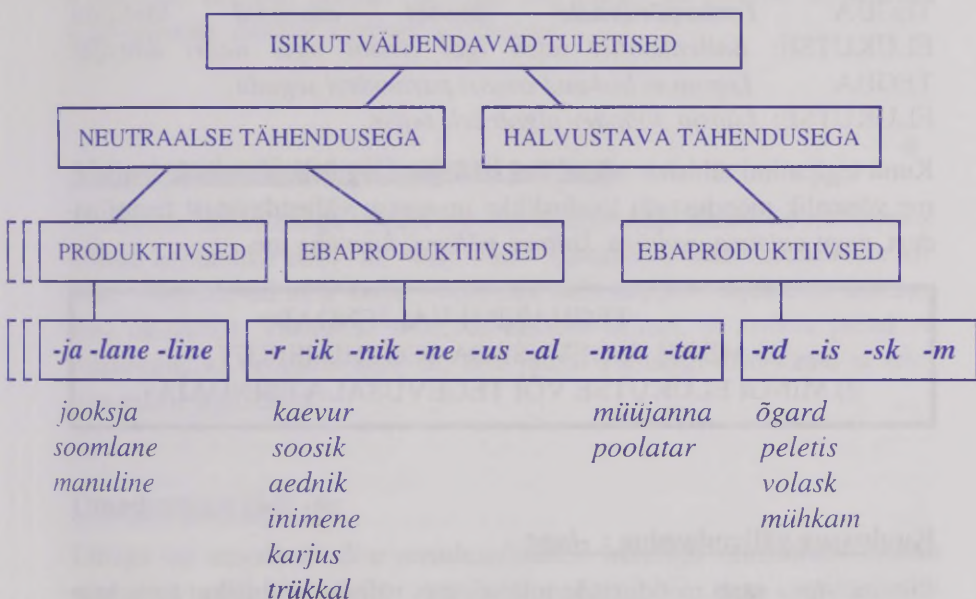 ISIKUT VÄLJENDAVAD TULETISED
NEUTRAALSE TÄHENDUSEGA HALVUSTAVA TÄHENDUSEGA
PRODUKTIIVSED EBAPRODUKTIIVSED EBAPRODUKTIIVSED
-ja -lane -line -r -ik -nik -ne -us -al -nna -tar -rd -is -sk -m
jooksja kaevur müüjanna õgard
soomlane soosik poolatar peletis
manuline aednik volask
inimene mühkam
karjus
trükkal